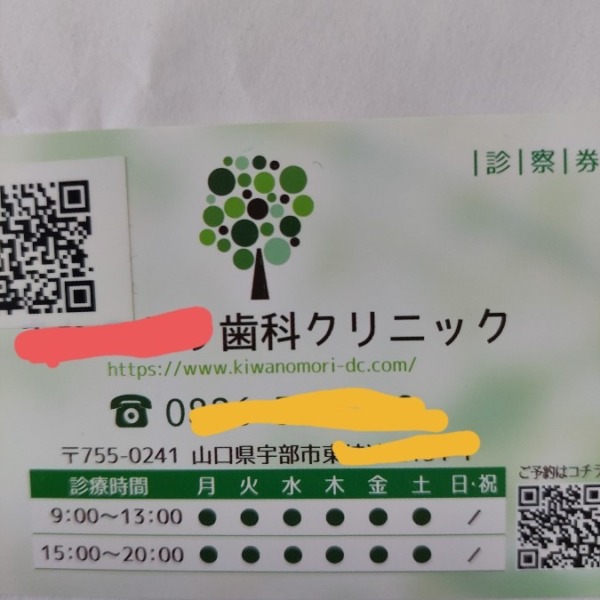 |診|察|券
歯科クリニック
https://www.kiwanomori-dc.com/
〒755-0241 山口県宇部市東
ご予約はコチ
診療時間 月 火 水 木 金 土 日・祝
9:00〜13:00 ● ● ● ● ● ● /
15:00〜20:00 ● ● ● ● ● ● /